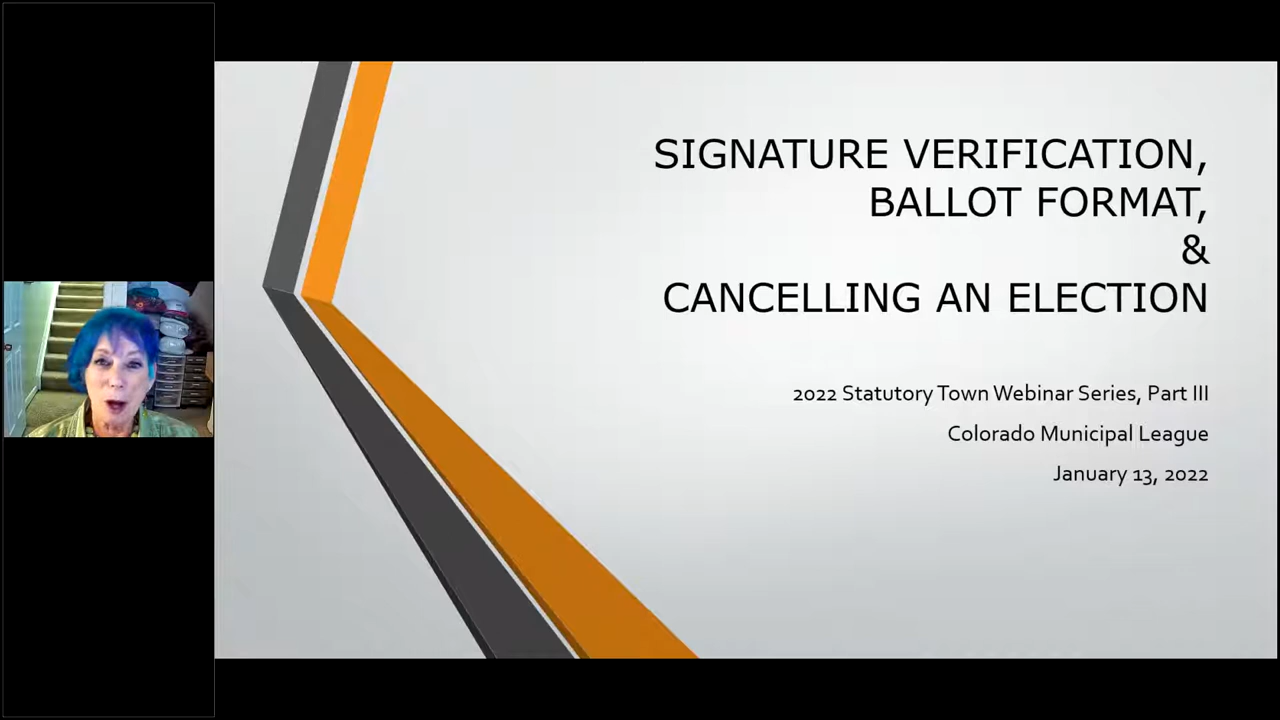 SIGNATURE VERIFICATION,
BALLOT FORMAT,
&
CANCELLING AN ELECTION
2022 Statutory Town Webinar Series, Part III
Colorado Municipal League
January 13, 2022